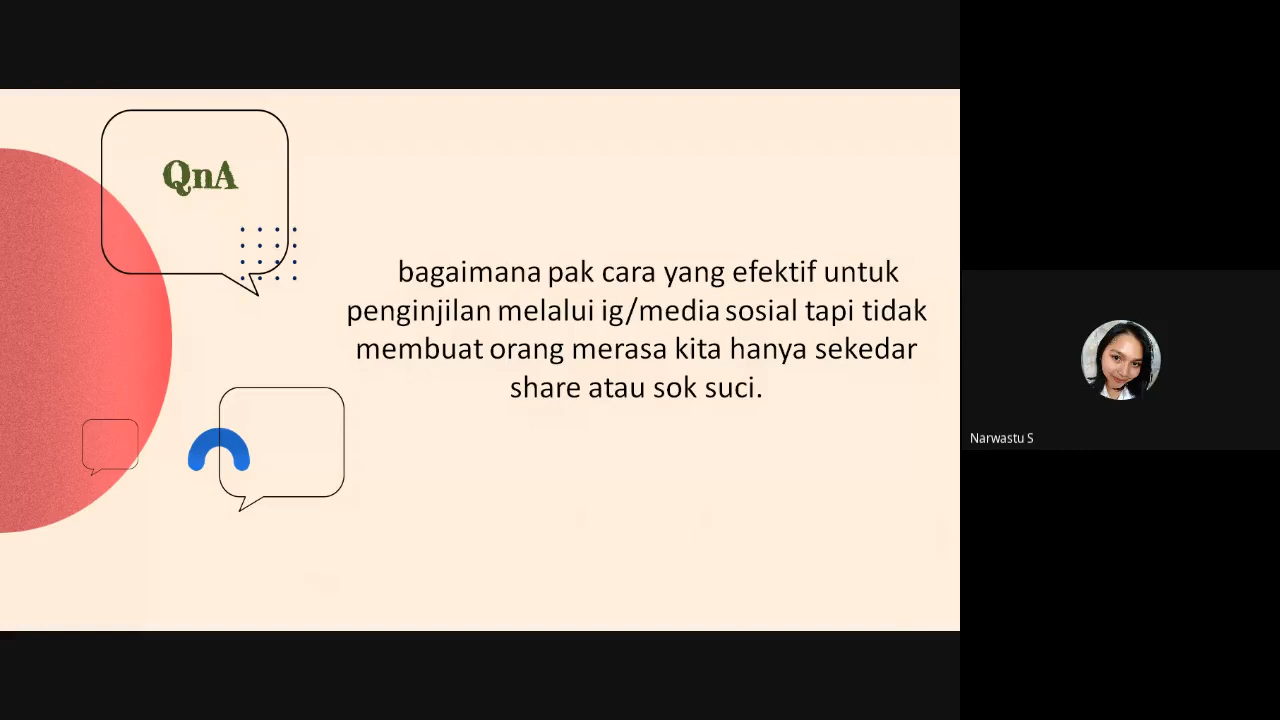 QnA
bagaimana pak cara yang efektif untuk
penginjilan melalui ig/media sosial tapi tidak
membuat orang merasa kita hanya sekedar
share atau sok suci.
Narwastu S